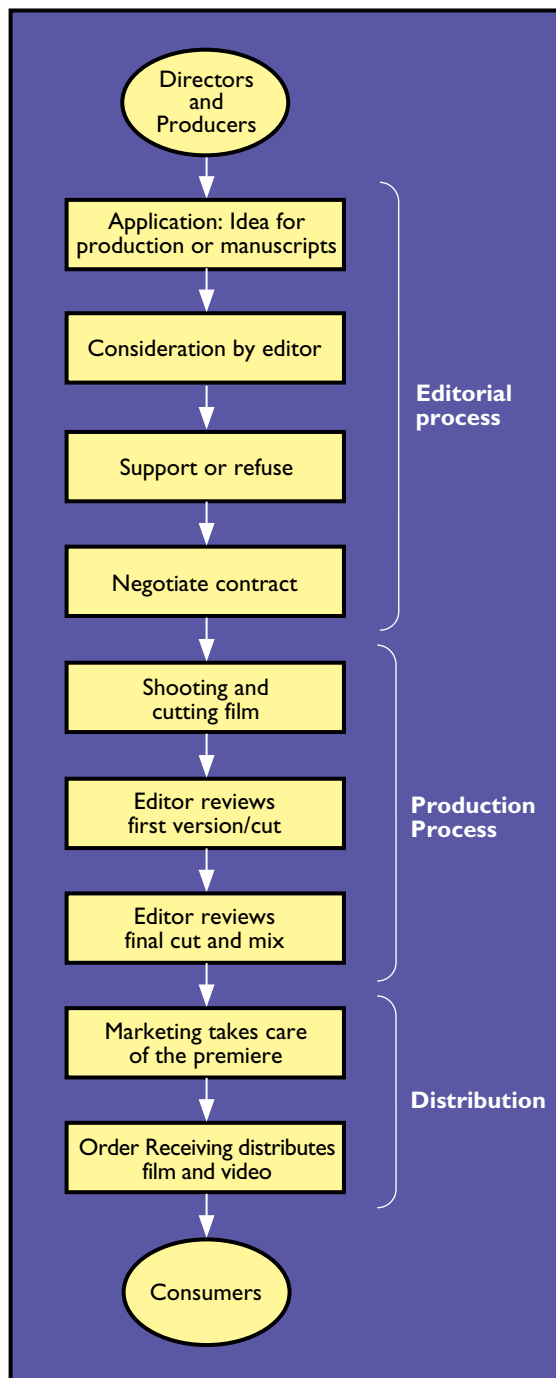 Directors
and
Producers
Application: Idea for
production or manuscripts
Consideration by editor
Support or refuse
Negotiate contract
Editorial
process
Shooting and
cutting film
Editor reviews
first version/cut
Editor reviews
final cut and mix
Production
Process
Marketing takes care
of the premiere
Order Receiving distributes
film and video
Distribution
Consumers